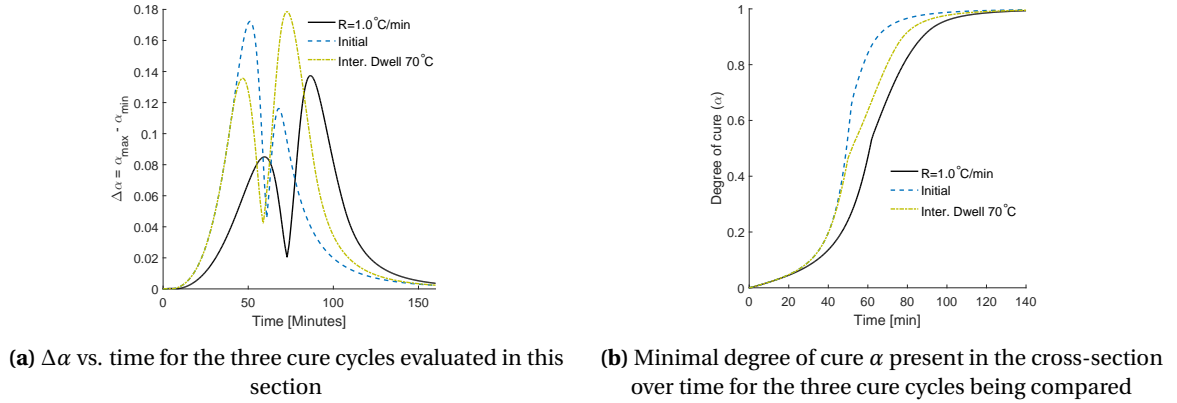 0.18
0.16
0.14
0.12
0.1
0.08
0.06
0.04
0.02
0
Δα = α_max - α_min
R=1.0°C/min
Initial
Inter. Dwell 70°C
0 50 100 150
Time [Minutes]
(a) Δα vs. time for the three cure cycles evaluated in this
section
1
0.8
0.6
0.4
0.2
0
Degree of cure (α)
R=1.0°C/min
Initial
Inter. Dwell 70°C
0 20 40 60 80 100 120 140
Time [min]
(b) Minimal degree of cure α present in the cross-section
over time for the three cure cycles being compared